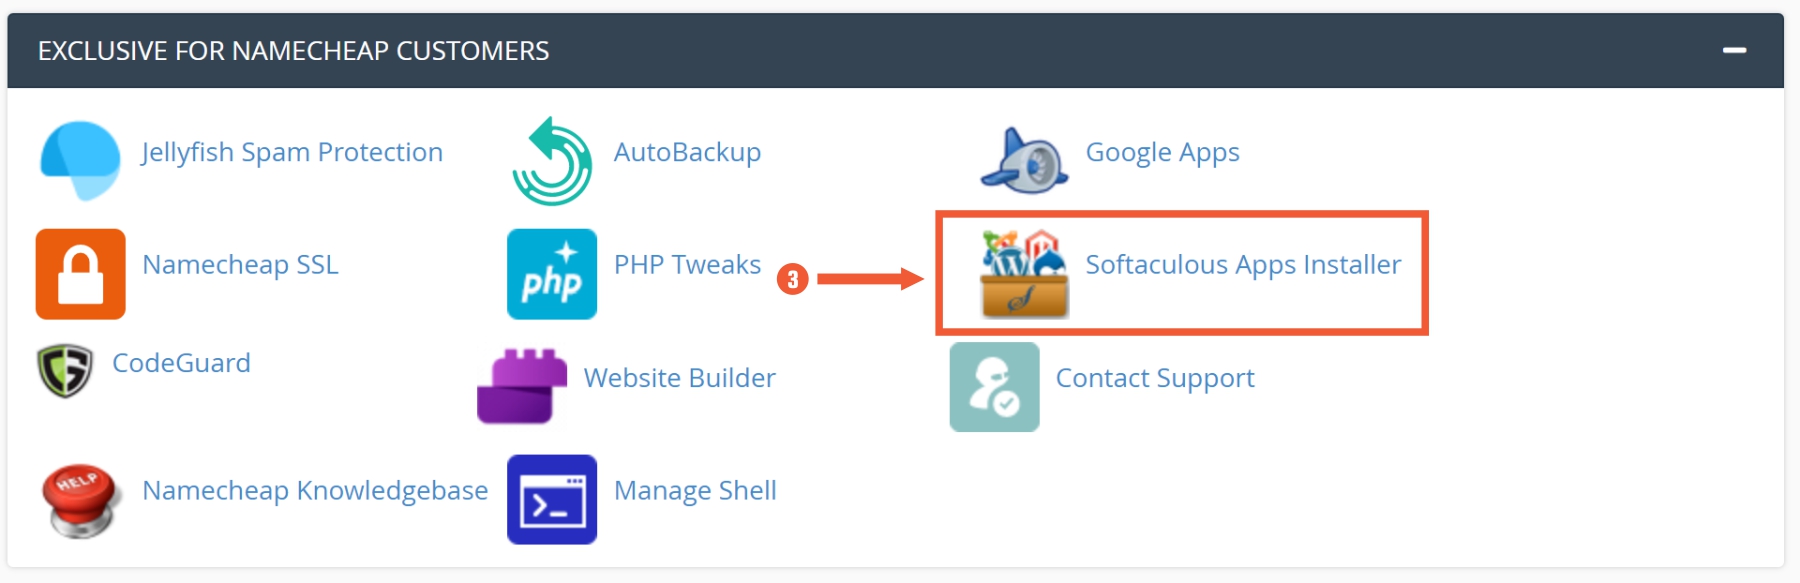 EXCLUSIVE FOR NAMECHEAP CUSTOMERS
Jellyfish Spam Protection
AutoBackup
Google Apps
Namecheap SSL
php
PHP Tweaks
3
Softaculous Apps Installer
CodeGuard
Website Builder
Contact Support
HELP
Namecheap Knowledgebase
Manage Shell